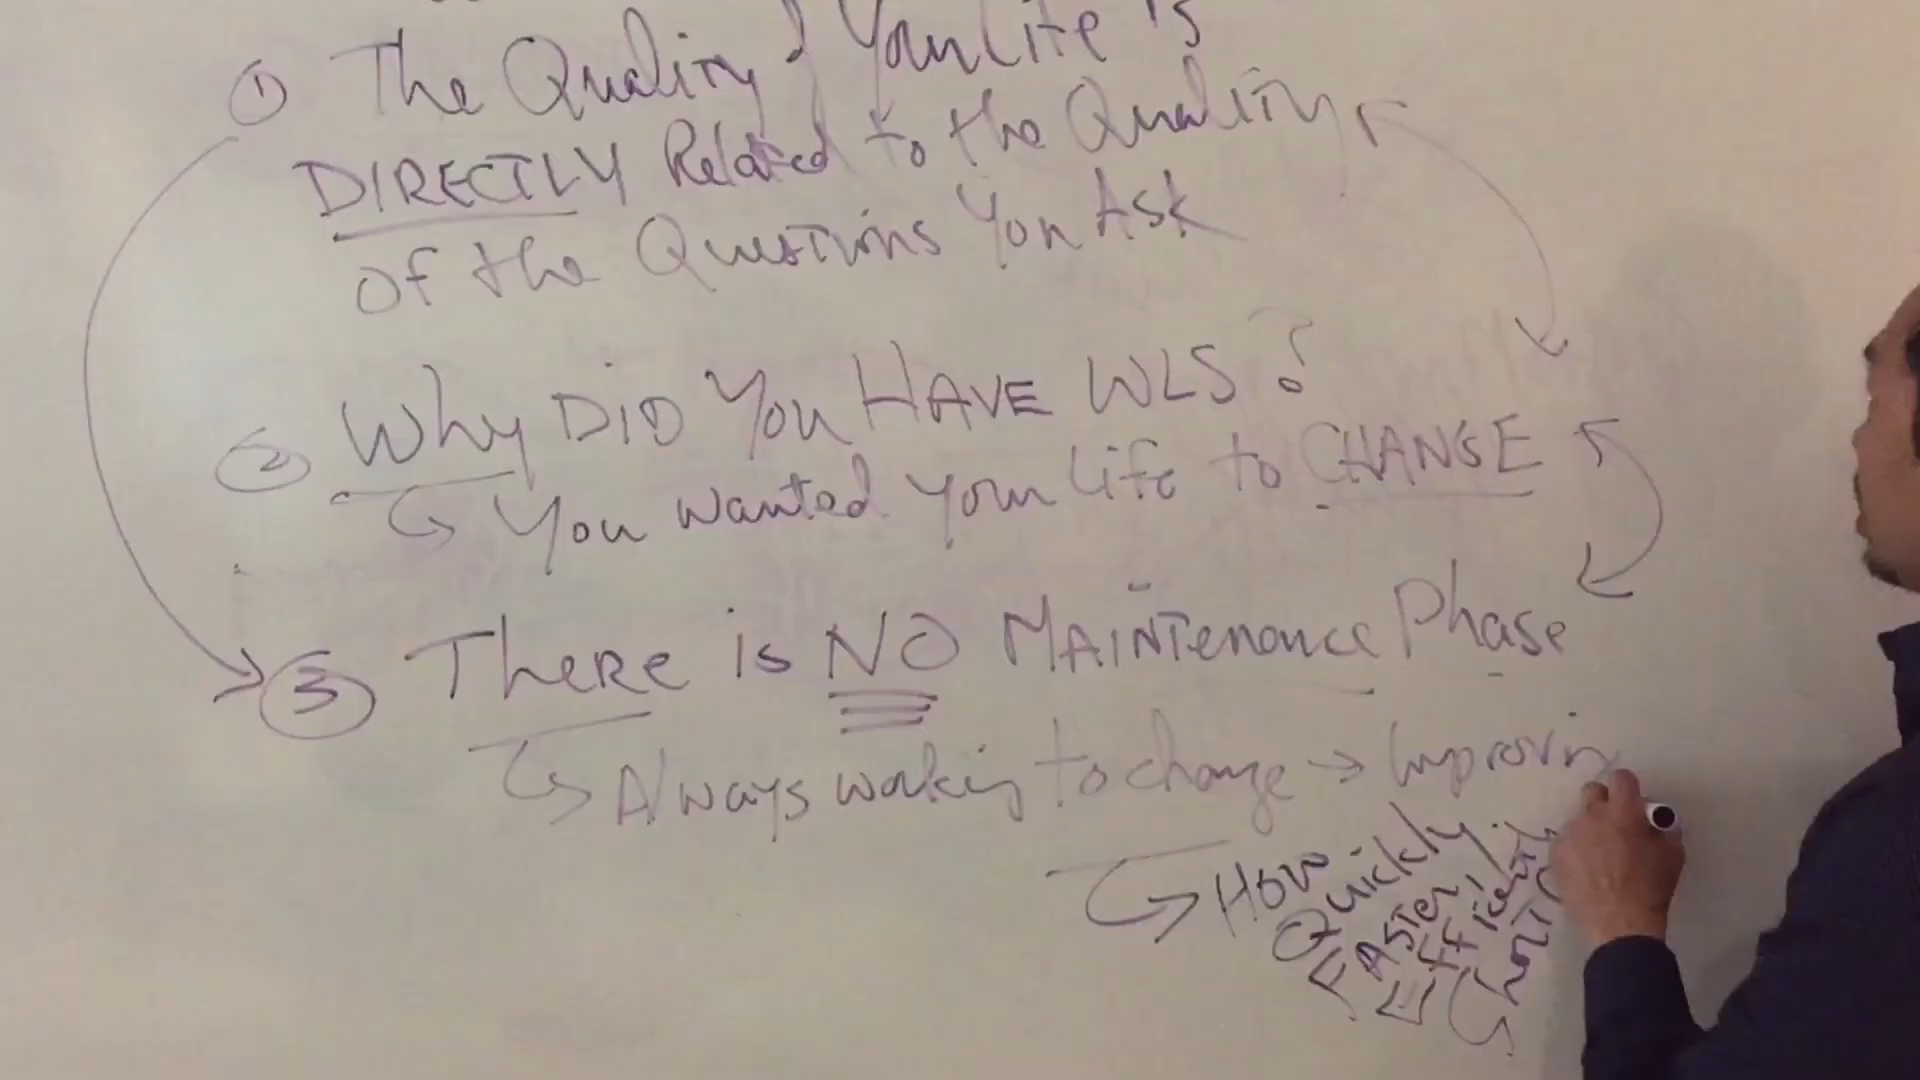 ① The Quality of Your Life is
DIRECTLY Related to the Quality
of the Questions You Ask
② Why DID You HAVE WLS?
You wanted your life to CHANGE
③ THERE is NO MAINTenance Phase
Always working to change → Improving
How
Quickly
FASTER,
Efficiently